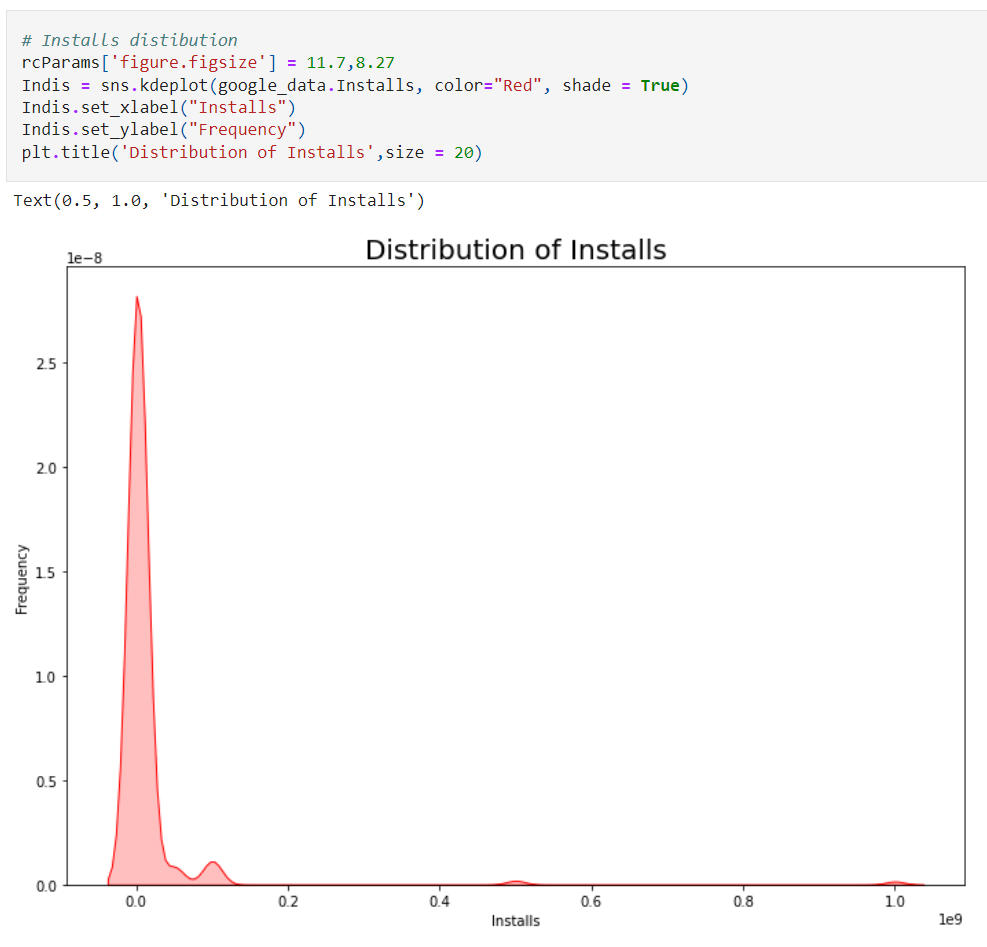 # Installs distibution
rcParams['figure.figsize'] = 11.7,8.27
Indis = sns.kdeplot(google_data.Installs, color="Red", shade = True)
Indis.set_xlabel("Installs")
Indis.set_ylabel("Frequency")
plt.title('Distribution of Installs',size = 20)
Text(0.5, 1.0, 'Distribution of Installs')
Distribution of Installs
1e−8
2.5
2.0
1.5
1.0
0.5
0.0
Frequency
0.0 0.2 0.4 0.6 0.8 1.0
Installs
1e9